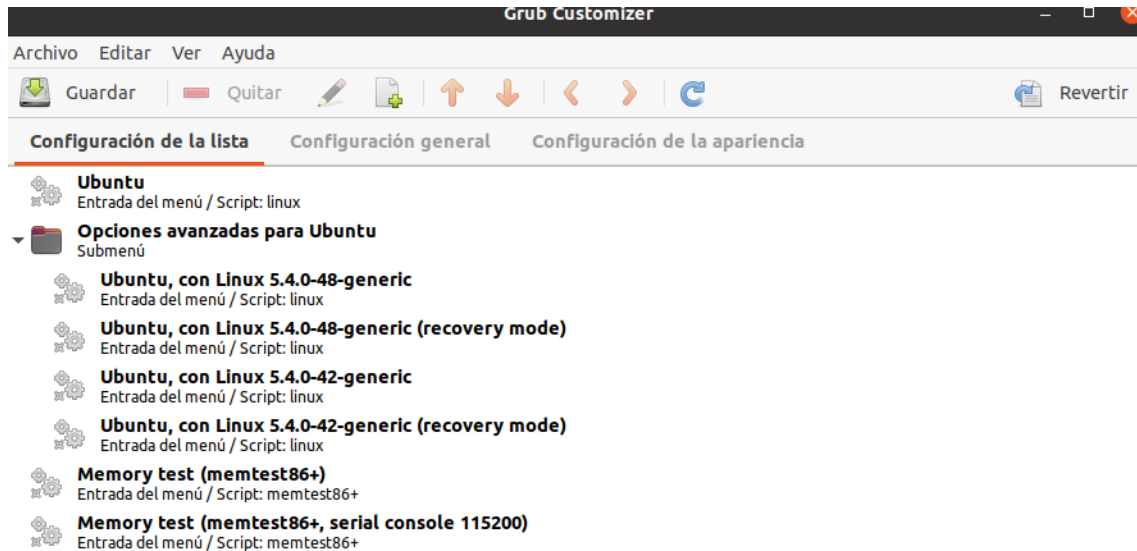 Grub Customizer
Archivo Editar Ver Ayuda
Guardar Quitar Revertir
Configuración de la lista Configuración general Configuración de la apariencia
Ubuntu
Entrada del menú / Script: linux
Opciones avanzadas para Ubuntu
Submenú
Ubuntu, con Linux 5.4.0-48-generic
Entrada del menú / Script: linux
Ubuntu, con Linux 5.4.0-48-generic (recovery mode)
Entrada del menú / Script: linux
Ubuntu, con Linux 5.4.0-42-generic
Entrada del menú / Script: linux
Ubuntu, con Linux 5.4.0-42-generic (recovery mode)
Entrada del menú / Script: linux
Memory test (memtest86+)
Entrada del menú / Script: memtest86+
Memory test (memtest86+, serial console 115200)
Entrada del menú / Script: memtest86+